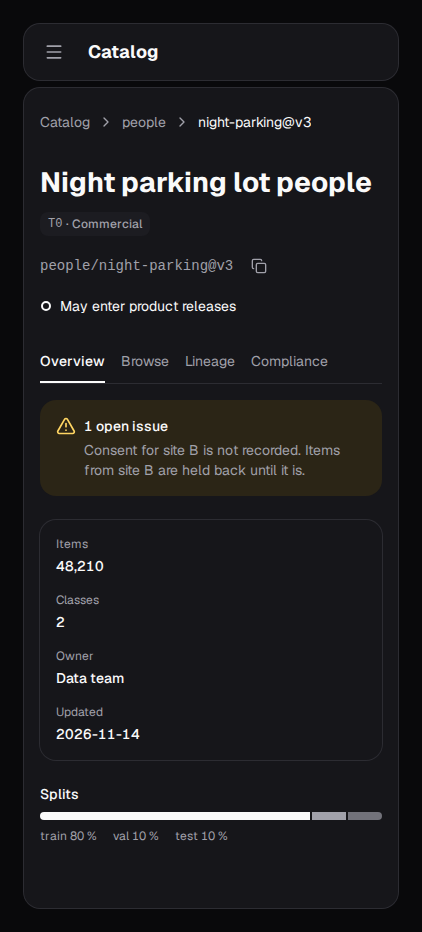 Catalog
Catalog > people > night-parking@v3
Night parking lot people
T0 · Commercial
people/night-parking@v3
May enter product releases
Overview Browse Lineage Compliance
1 open issue
Consent for site B is not recorded. Items
from site B are held back until it is.
Items
48,210
Classes
2
Owner
Data team
Updated
2026-11-14
Splits
train 80 % val 10 % test 10 %